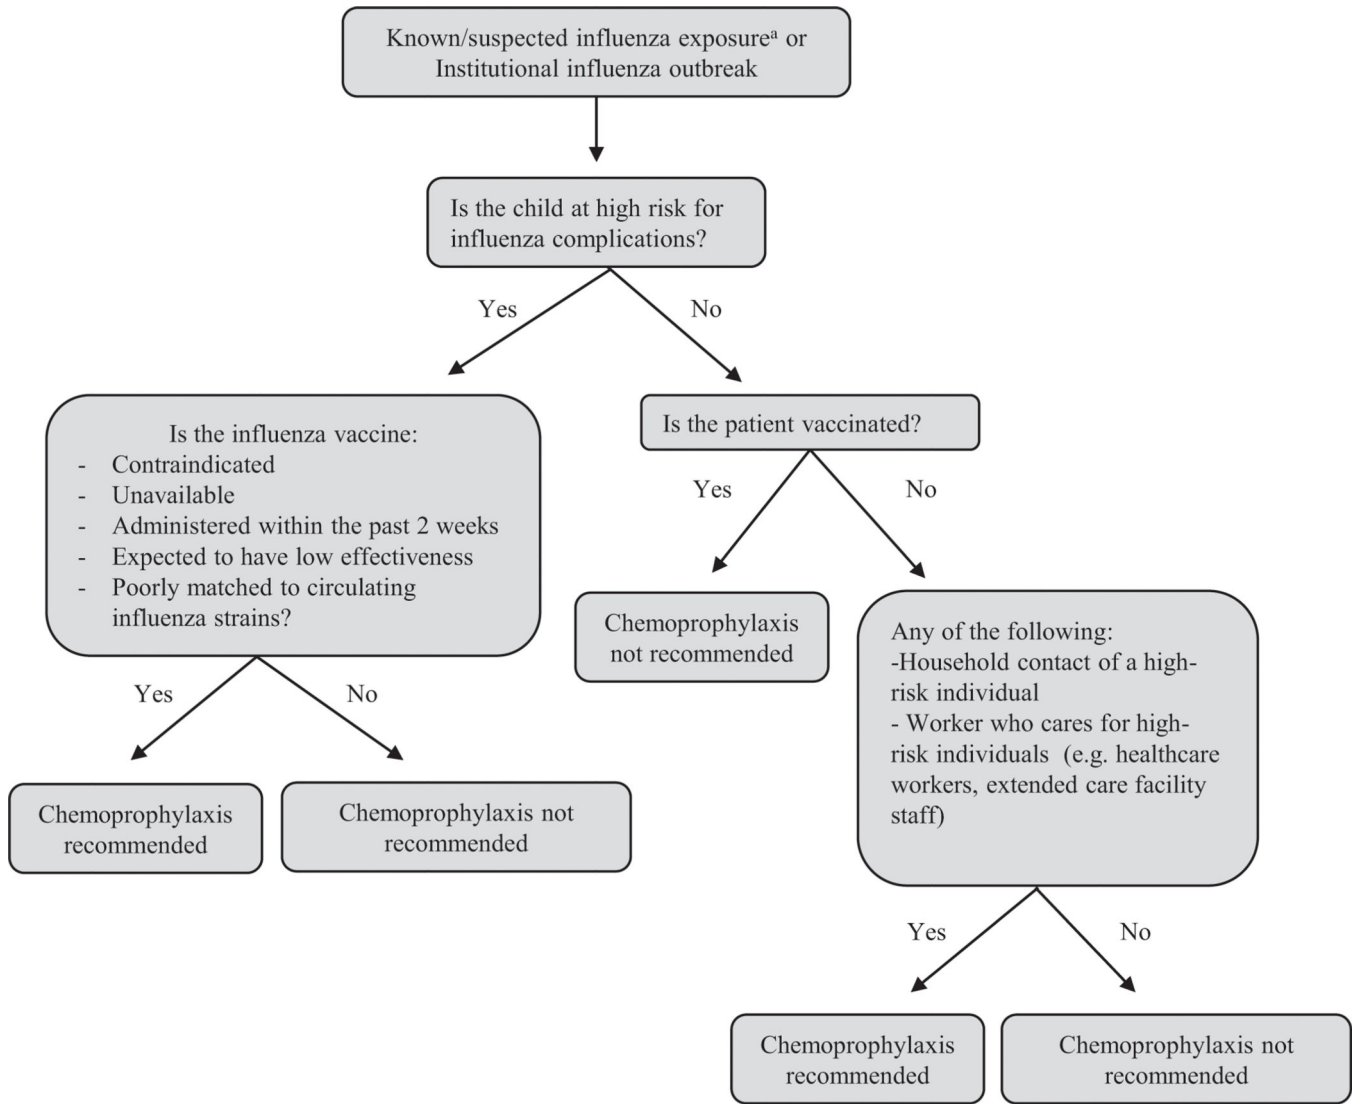 Known/suspected influenza exposureᵃ or
Institutional influenza outbreak
Is the child at high risk for
influenza complications?
Yes
No
Is the influenza vaccine:
- Contraindicated
- Unavailable
- Administered within the past 2 weeks
- Expected to have low effectiveness
- Poorly matched to circulating
influenza strains?
Is the patient vaccinated?
Yes
No
Chemoprophylaxis
not recommended
Any of the following:
-Household contact of a high-
risk individual
- Worker who cares for high-
risk individuals (e.g. healthcare
workers, extended care facility
staff)
Yes
No
Chemoprophylaxis
recommended
Chemoprophylaxis not
recommended
Yes
No
Chemoprophylaxis
recommended
Chemoprophylaxis not
recommended